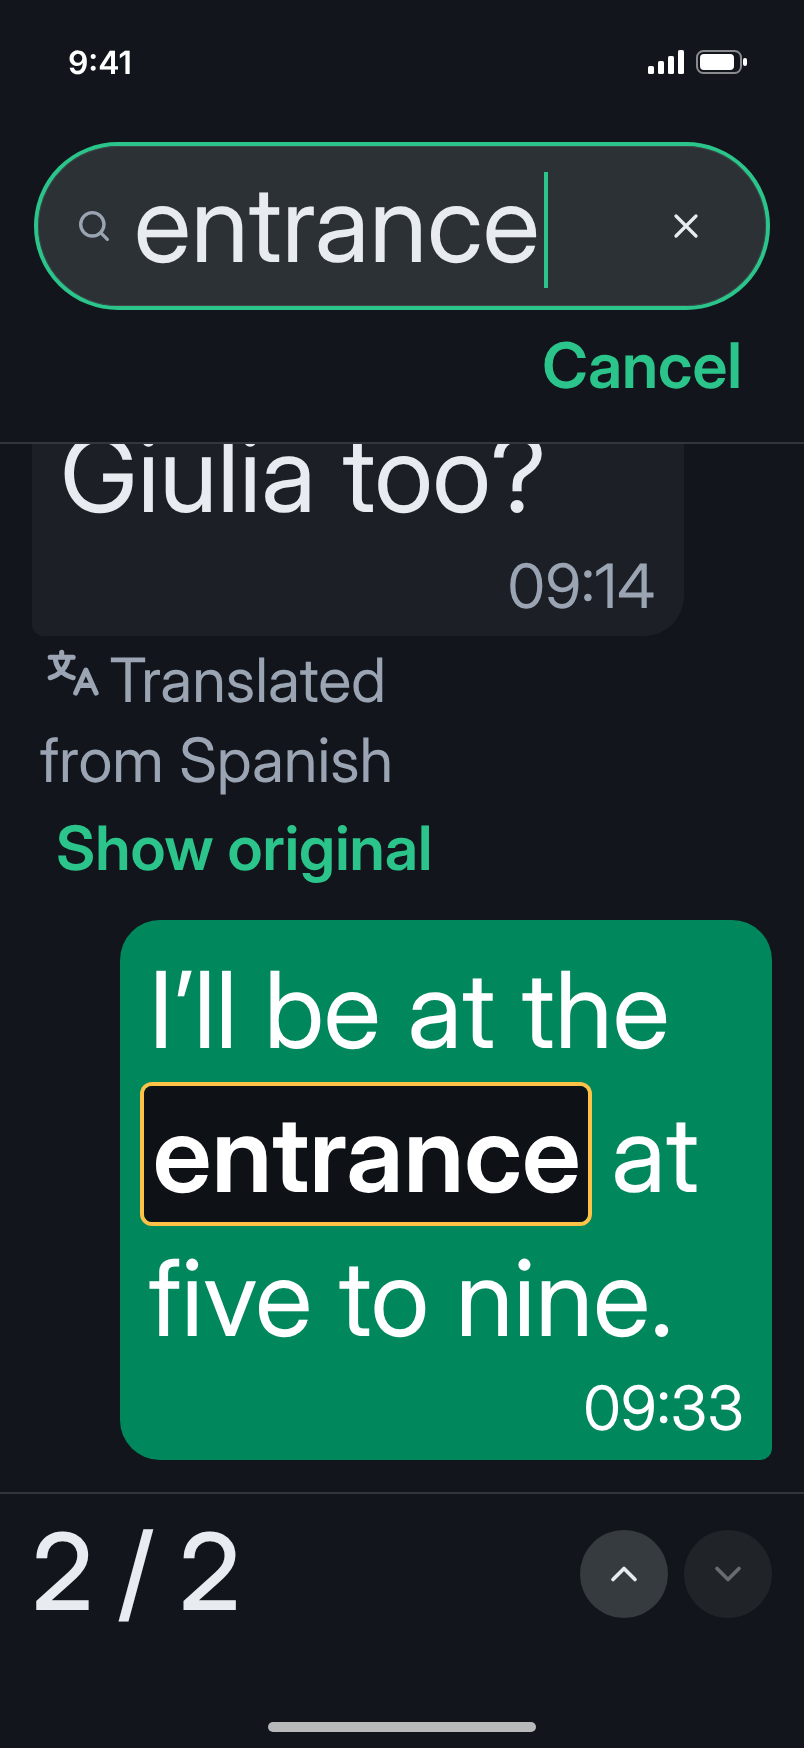 9:41
entrance
Cancel
Giulia too?
09:14
Translated
from Spanish
Show original
I’ll be at the
entrance at
five to nine.
09:33
2 / 2